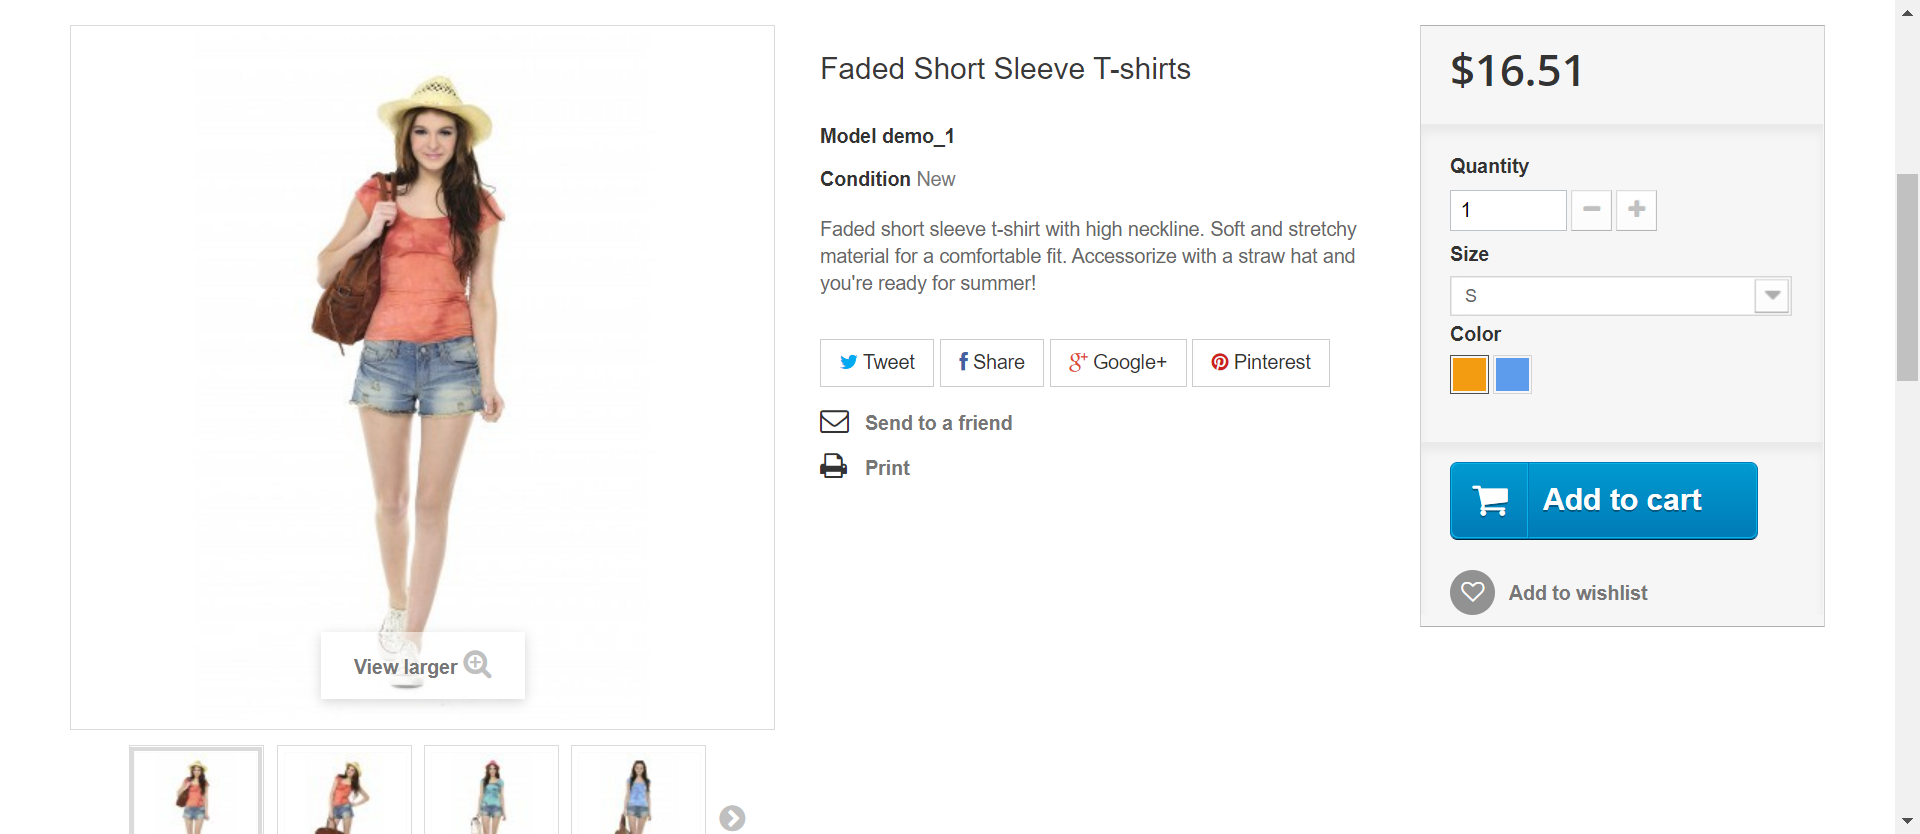 Faded Short Sleeve T-shirts
Model demo_1
Condition New
Faded short sleeve t-shirt with high neckline. Soft and stretchy
material for a comfortable fit. Accessorize with a straw hat and
you're ready for summer!
Tweet
Share
Google+
Pinterest
Send to a friend
Print
View larger
$16.51
Quantity
1
Size
S
Color
Add to cart
Add to wishlist